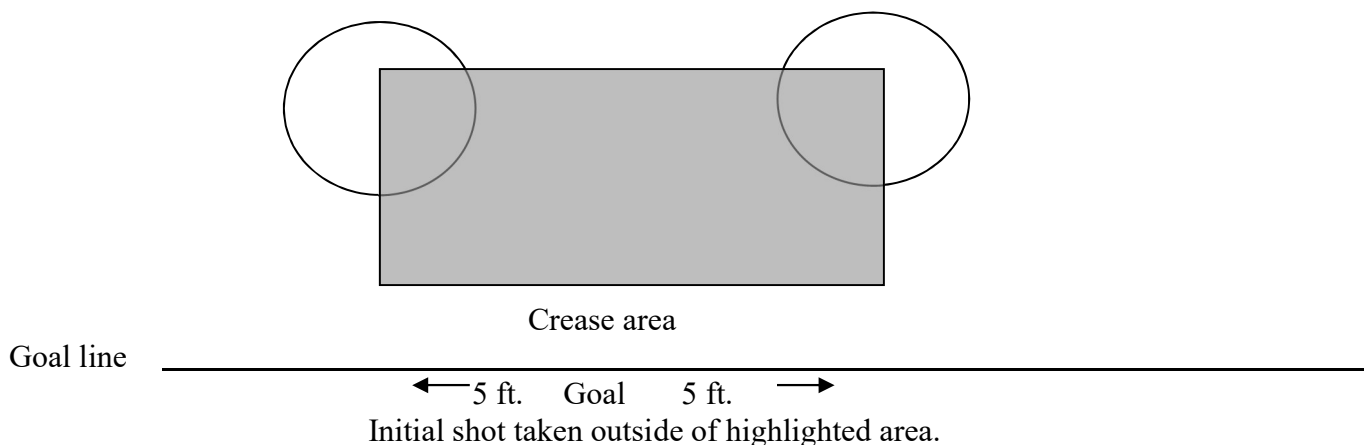 Crease area
Goal line
5 ft. Goal 5 ft.
Initial shot taken outside of highlighted area.